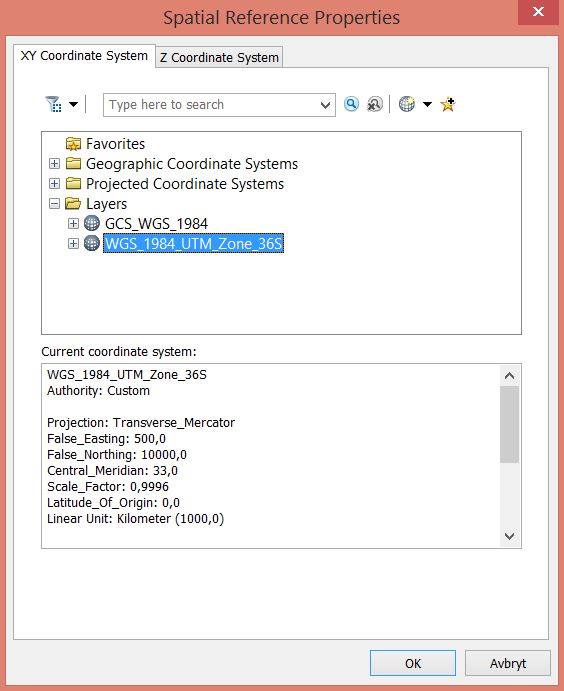 Spatial Reference Properties
XY Coordinate System
Z Coordinate System
Type here to search
Favorites
Geographic Coordinate Systems
Projected Coordinate Systems
Layers
GCS_WGS_1984
WGS_1984_UTM_Zone_36S
Current coordinate system:
WGS_1984_UTM_Zone_36S
Authority: Custom
Projection: Transverse_Mercator
False_Easting: 500,0
False_Northing: 10000,0
Central_Meridian: 33,0
Scale_Factor: 0,9996
Latitude_Of_Origin: 0,0
Linear Unit: Kilometer (1000,0)
OK
Avbryt